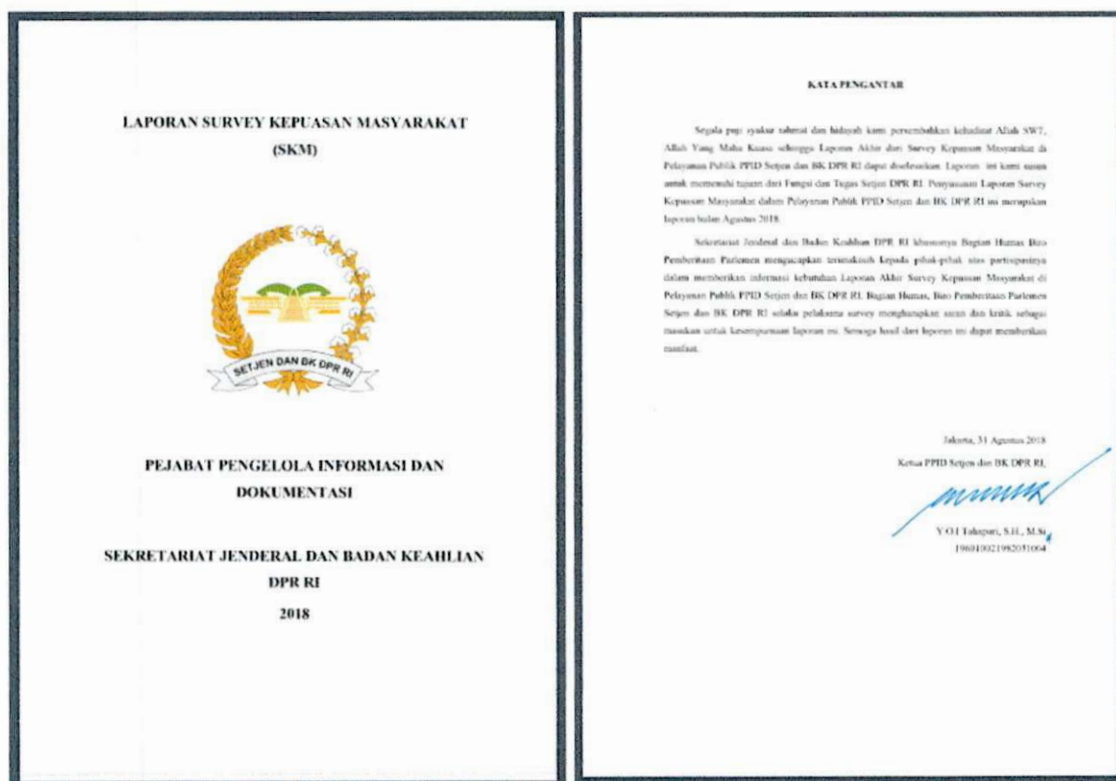 LAPORAN SURVEY KEPUASAN MASYARAKAT
(SKM)
SETJEN DAN BK DPR RI
PEJABAT PENGELOLA INFORMASI DAN
DOKUMENTASI
SEKRETARIAT JENDERAL DAN BADAN KEAHLIAN
DPR RI
2018
KATA PENGANTAR
Segala puji syukur rahmat dan hidayah kami persembahkan kehadirat Allah SWT,
Allah Yang Maha Kuasa sehingga Laporan Akhir dari Survey Kepuasan Masyarakat di
Pelayanan Publik PPID Setjen dan BK DPR RI dapat diselesaikan. Laporan ini kami susun
untuk memenuhi tujuan dari Fungsi dan Tugas Setjen DPR RI. Penyusunan Laporan Survey
Kepuasan Masyarakat dalam Pelayanan Publik PPID Setjen dan BK DPR RI ini merupakan
laporan bulan Agustus 2018.
Sekretariat Jenderal dan Badan Keahlian DPR RI khususnya Bagian Humas Biro
Pemberitaan Parlemen mengucapkan terimakasih kepada pihak-pihak atas partisipasinya
dalam memberikan informasi kebutuhan Laporan Akhir Survey Kepuasan Masyarakat di
Pelayanan Publik PPID Setjen dan BK DPR RI. Bagian Humas, Biro Pemberitaan Parlemen
Setjen dan BK DPR RI selaku pelaksana survey mengharapkan saran dan kritik sebagai
masukan untuk kesempurnaan laporan ini. Semoga hasil dari laporan ini dapat memberikan
manfaat.
Jakarta, 31 Agustus 2018
Ketua PPID Setjen dan BK DPR RI,
Y O I Tahapari, S.H., M.Si
196010021982031004